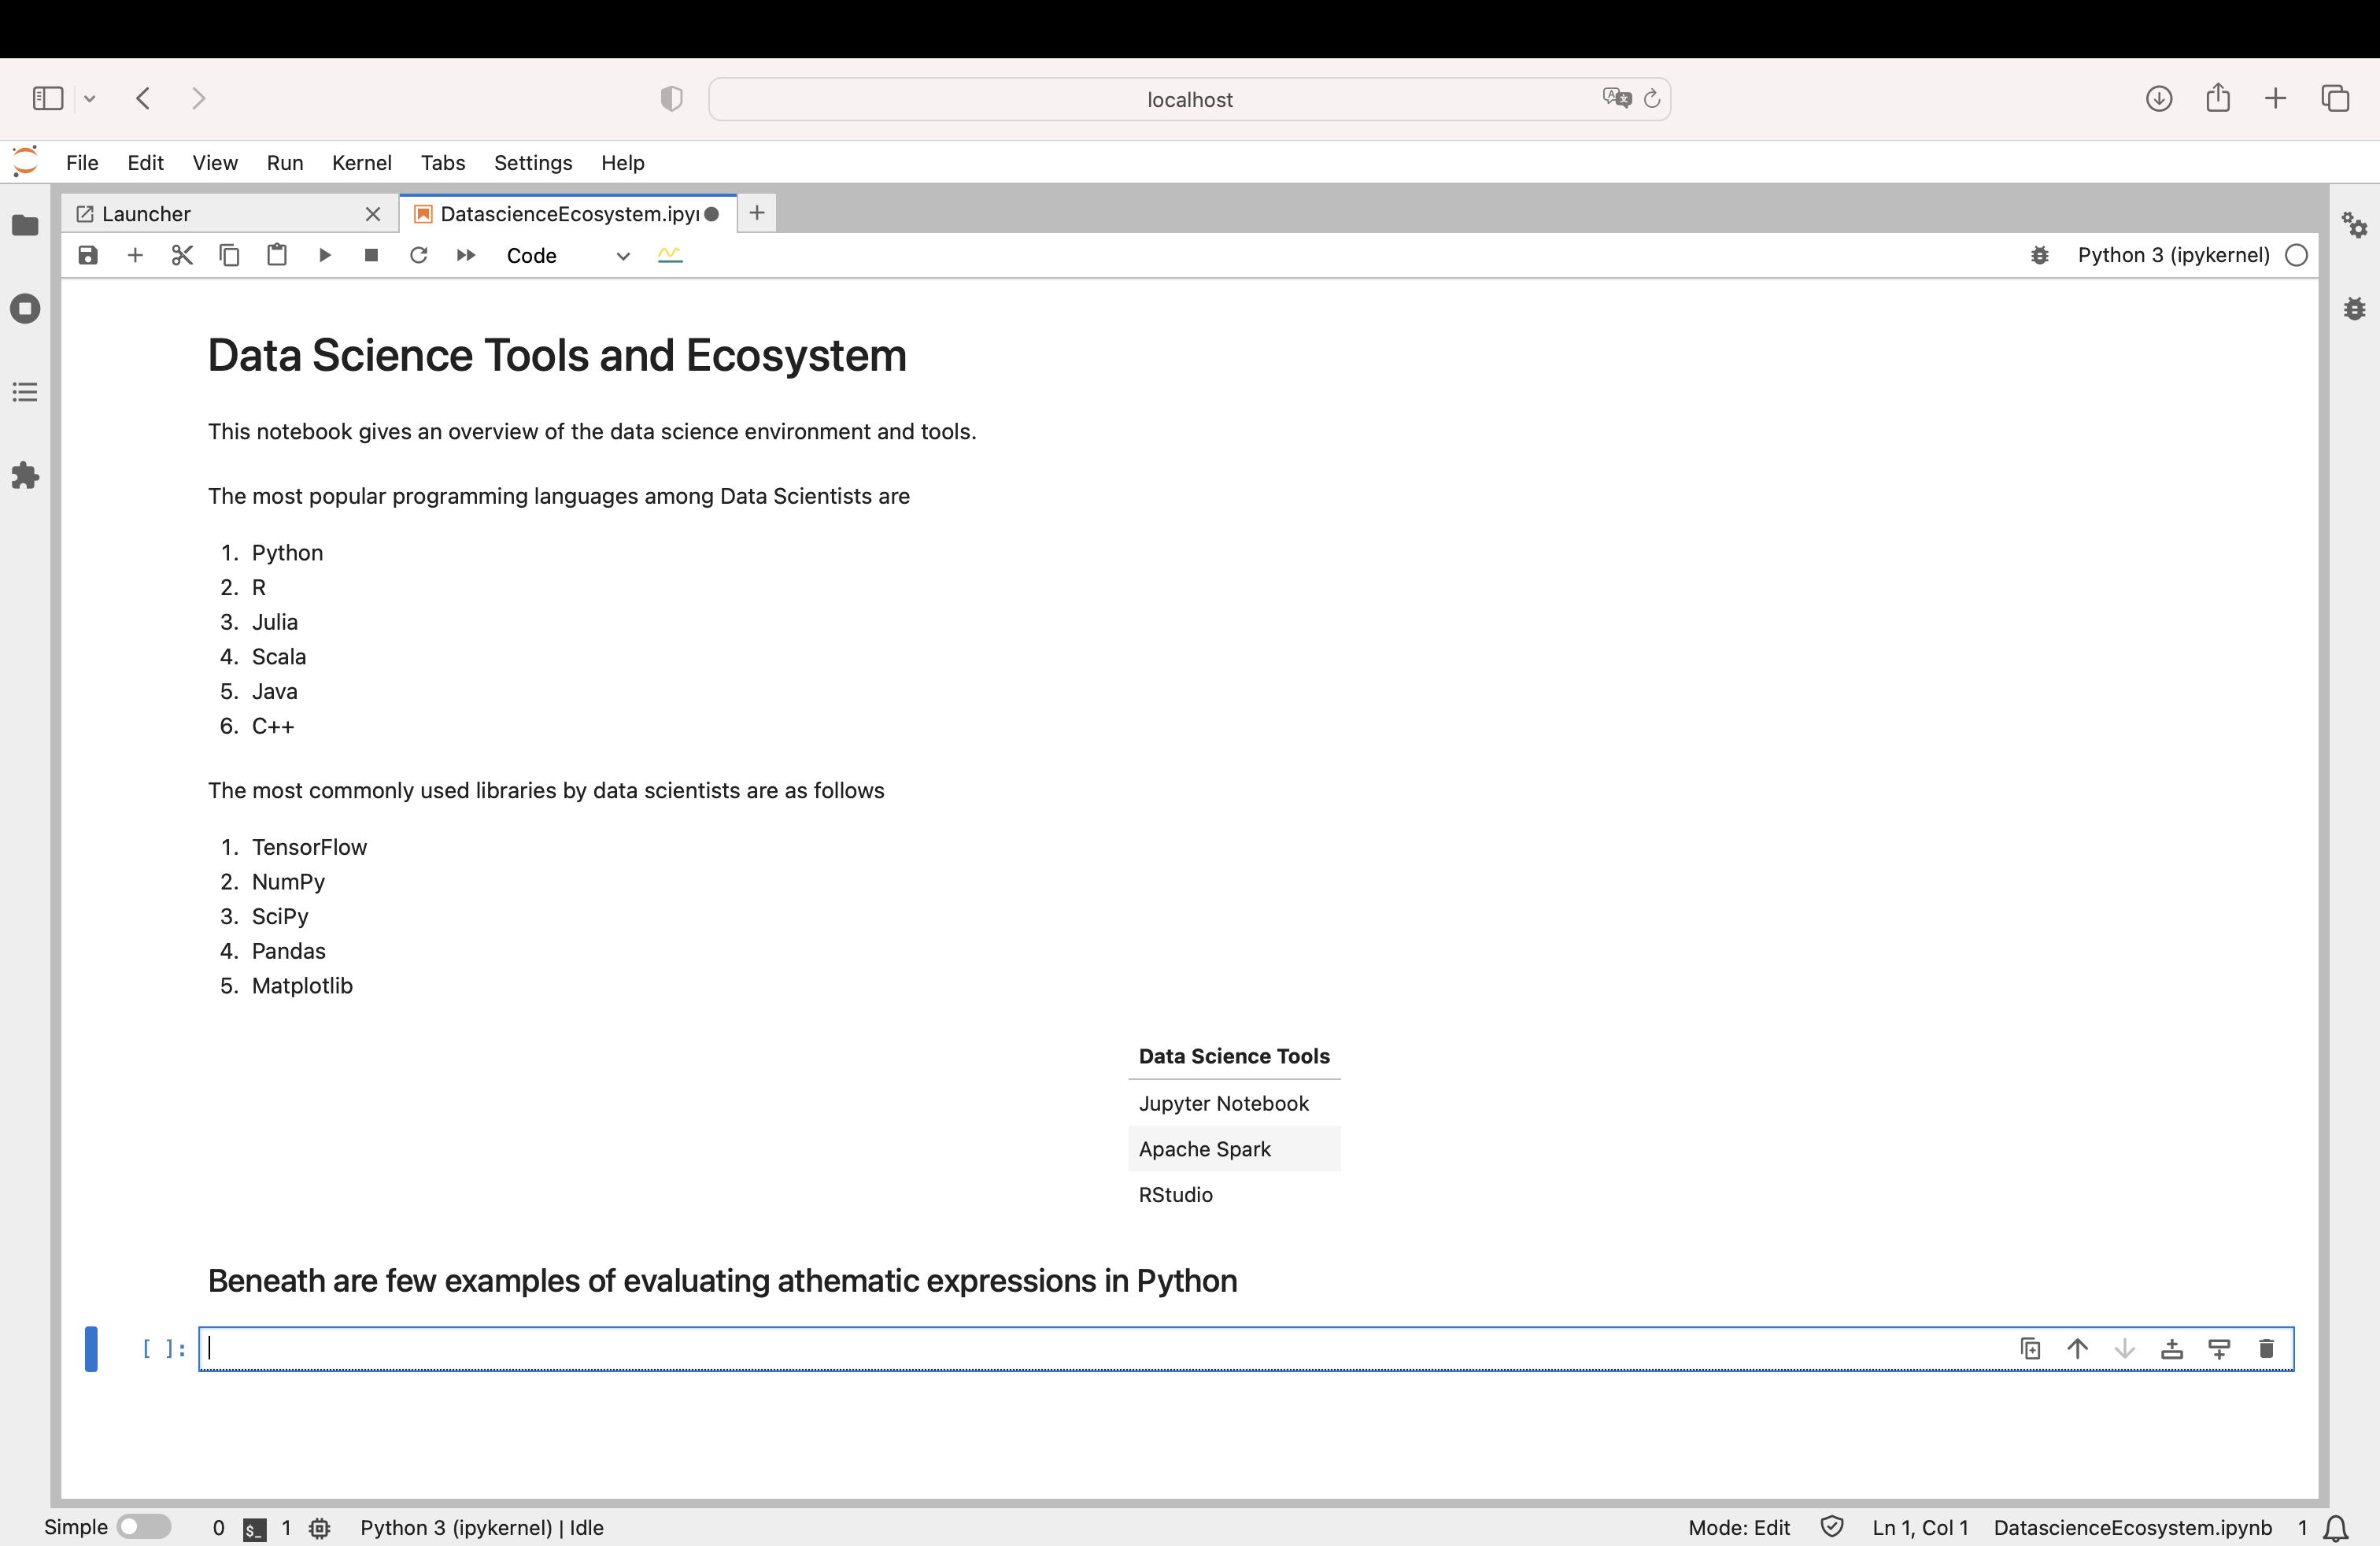 localhost
File Edit View Run Kernel Tabs Settings Help
Launcher DatascienceEcosystem.ipyn
Code Python 3 (ipykernel)
Data Science Tools and Ecosystem
This notebook gives an overview of the data science environment and tools.
The most popular programming languages among Data Scientists are
1. Python
2. R
3. Julia
4. Scala
5. Java
6. C++
The most commonly used libraries by data scientists are as follows
1. TensorFlow
2. NumPy
3. SciPy
4. Pandas
5. Matplotlib
Data Science Tools
Jupyter Notebook
Apache Spark
RStudio
Beneath are few examples of evaluating athematic expressions in Python
[ ]:
Simple 0 $_ 1 Python 3 (ipykernel) | Idle Mode: Edit Ln 1, Col 1 DatascienceEcosystem.ipynb 1